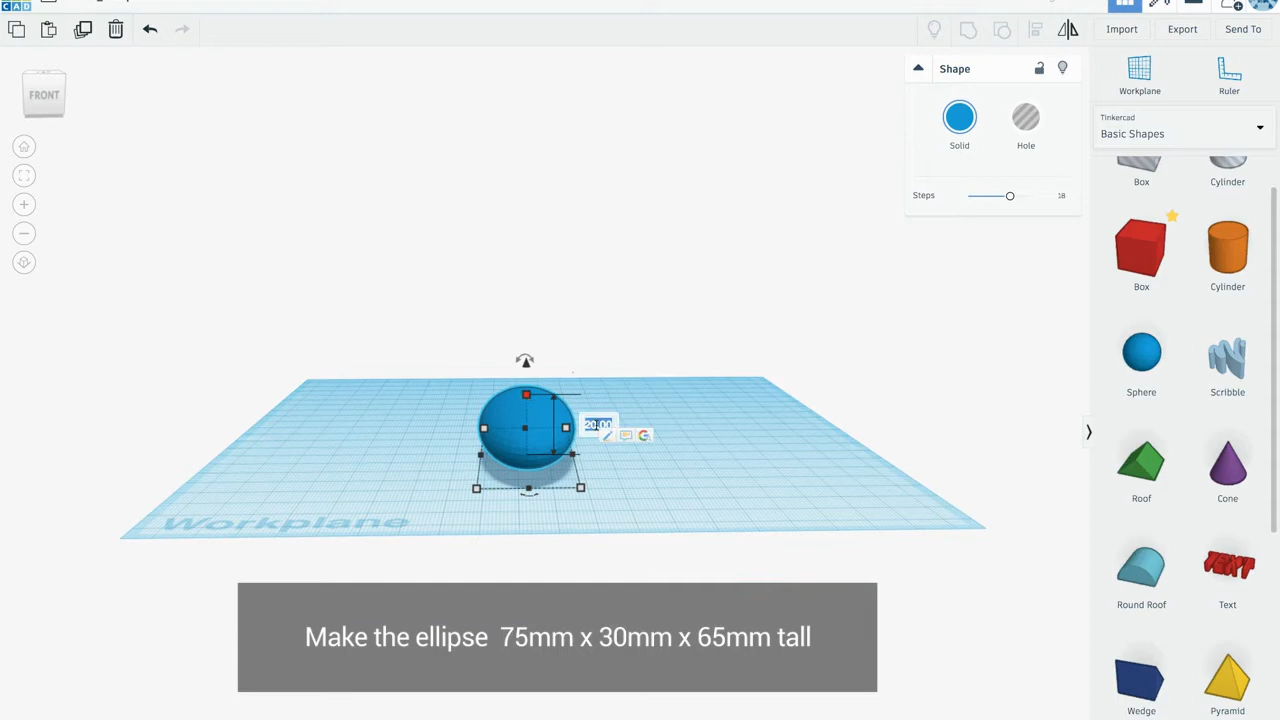 CAD
Import
Export
Send To
FRONT
Shape
Solid
Hole
Steps
18
Workplane
Ruler
Tinkercad
Basic Shapes
Box
Cylinder
Box
Cylinder
Sphere
Scribble
Roof
Cone
Round Roof
TEXT
Text
Wedge
Pyramid
20.00
Workplane
Make the ellipse 75mm x 30mm x 65mm tall